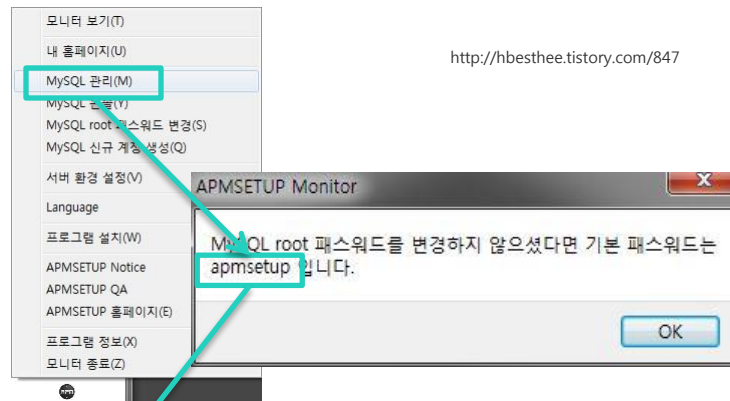 모니터 보기(T)
내 홈페이지(U)
MySQL 관리(M)
MySQL 콘솔(Y)
MySQL root 패스워드 변경(S)
MySQL 신규 계정 생성(Q)
서버 환경 설정(V)
Language
프로그램 설치(W)
APMSETUP Notice
APMSETUP QA
APMSETUP 홈페이지(E)
프로그램 정보(X)
모니터 종료(Z)
http://hbesthee.tistory.com/847
APMSETUP Monitor
MySQL root 패스워드를 변경하지 않으셨다면 기본 패스워드는
apmsetup 입니다.
OK